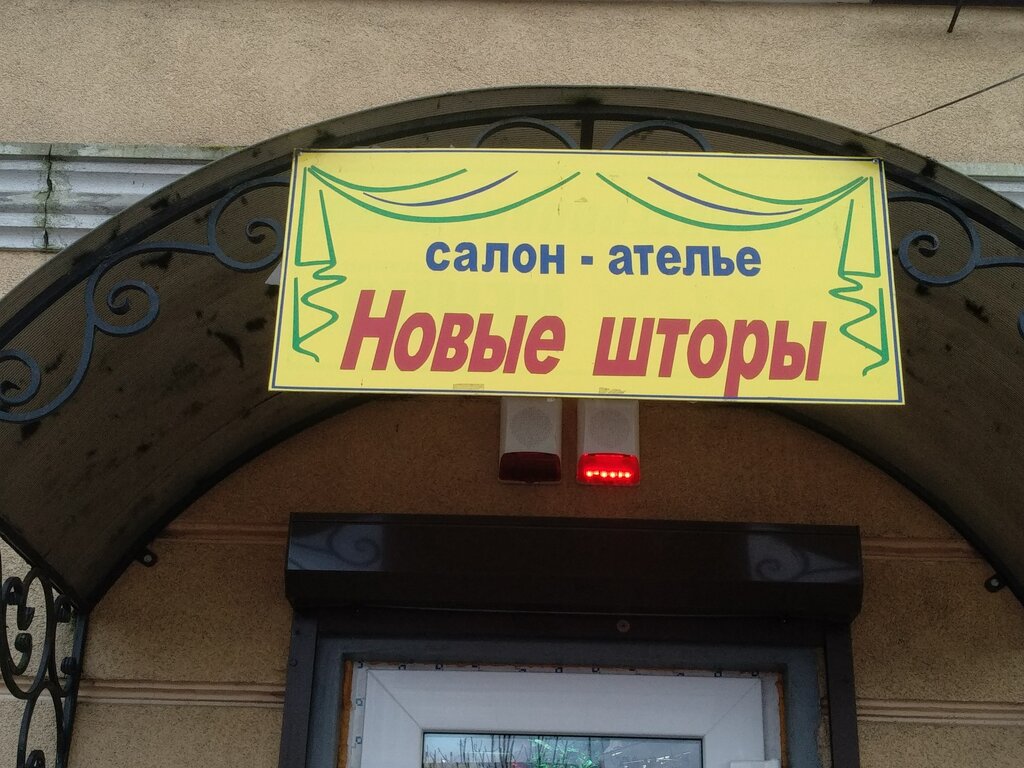 салон - ателье
Новые шторы